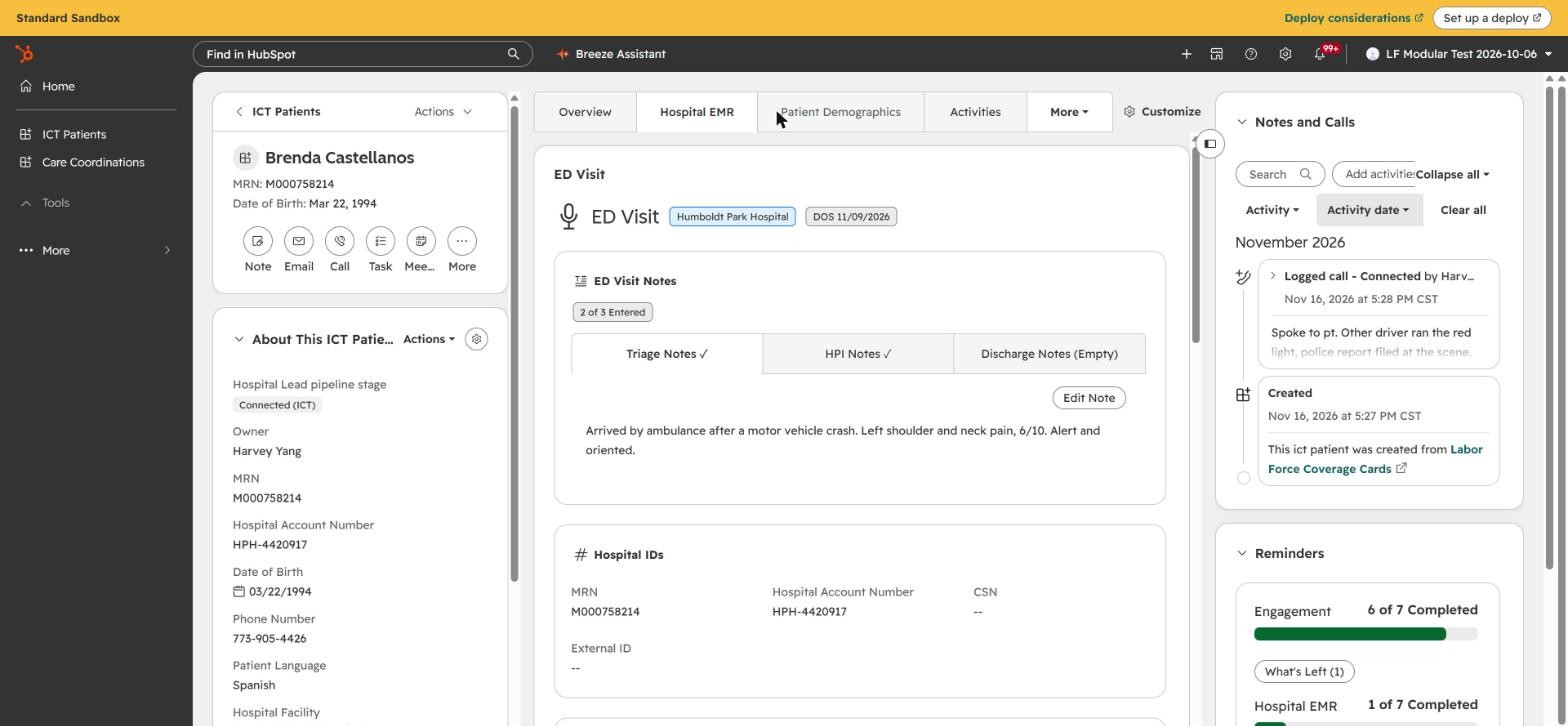 Standard Sandbox
Deploy considerations
Set up a deploy
Find in HubSpot
Breeze Assistant
99+
LF Modular Test 2026-10-06
Home
ICT Patients
Care Coordinations
Tools
More
ICT Patients
Actions
Brenda Castellanos
MRN: M000758214
Date of Birth: Mar 22, 1994
Note
Email
Call
Task
Mee...
More
About This ICT Patie...
Actions
Hospital Lead pipeline stage
Connected (ICT)
Owner
Harvey Yang
MRN
M000758214
Hospital Account Number
HPH-4420917
Date of Birth
03/22/1994
Phone Number
773-905-4426
Patient Language
Spanish
Hospital Facility
Overview
Hospital EMR
Patient Demographics
Activities
More
Customize
ED Visit
ED Visit
Humboldt Park Hospital
DOS 11/09/2026
ED Visit Notes
2 of 3 Entered
Triage Notes ✓
HPI Notes ✓
Discharge Notes (Empty)
Edit Note
Arrived by ambulance after a motor vehicle crash. Left shoulder and neck pain, 6/10. Alert and
oriented.
# Hospital IDs
MRN
Hospital Account Number
CSN
M000758214
HPH-4420917
--
External ID
--
Notes and Calls
Search
Add activities
Collapse all
Activity
Activity date
Clear all
November 2026
Logged call - Connected by Harv...
Nov 16, 2026 at 5:28 PM CST
Spoke to pt. Other driver ran the red
light, police report filed at the scene.
Created
Nov 16, 2026 at 5:27 PM CST
This ict patient was created from Labor
Force Coverage Cards
Reminders
Engagement
6 of 7 Completed
What's Left (1)
Hospital EMR
1 of 7 Completed